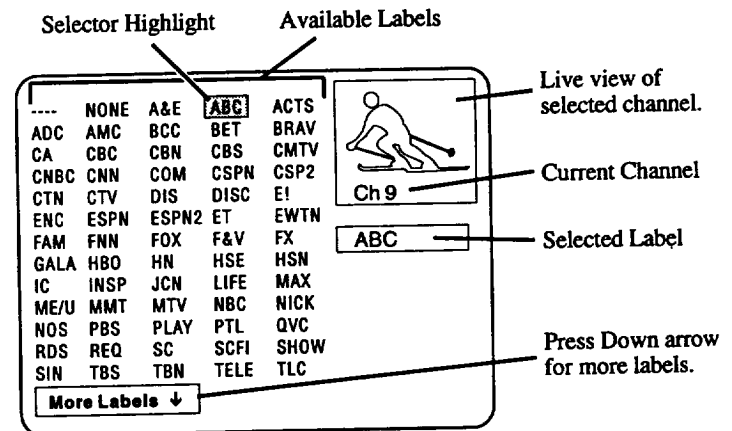 Selector Highlight
Available Labels
---- NONE A&E ABC ACTS
ADC AMC BCC BET BRAV
CA CBC CBN CBS CMTV
CNBC CNN COM CSPN CSP2
CTN CTV DIS DISC E!
ENC ESPN ESPN2 ET EWTN
FAM FNN FOX F&V FX
GALA HBO HN HSE HSN
IC INSP JCN LIFE MAX
ME/U MMT MTV NBC NICK
NOS PBS PLAY PTL QVC
RDS REQ SC SCFI SHOW
SIN TBS TBN TELE TLC
More Labels ↓
Ch 9
ABC
Live view of
selected channel.
Current Channel
Selected Label
Press Down arrow
for more labels.